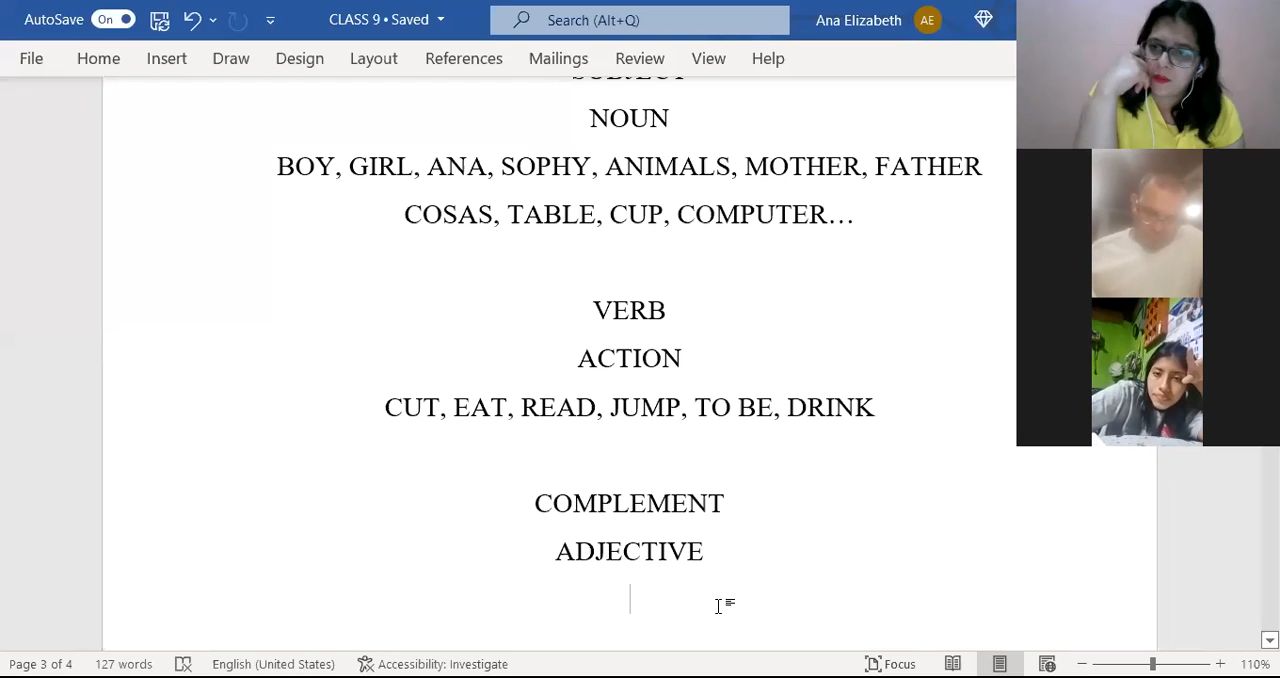 AutoSave On CLASS 9 • Saved Search (Alt+Q) Ana Elizabeth AE
File Home Insert Draw Design Layout References Mailings Review View Help
SUBJECT
NOUN
BOY, GIRL, ANA, SOPHY, ANIMALS, MOTHER, FATHER
COSAS, TABLE, CUP, COMPUTER…
VERB
ACTION
CUT, EAT, READ, JUMP, TO BE, DRINK
COMPLEMENT
ADJECTIVE
Page 3 of 4 127 words English (United States) Accessibility: Investigate Focus 110%